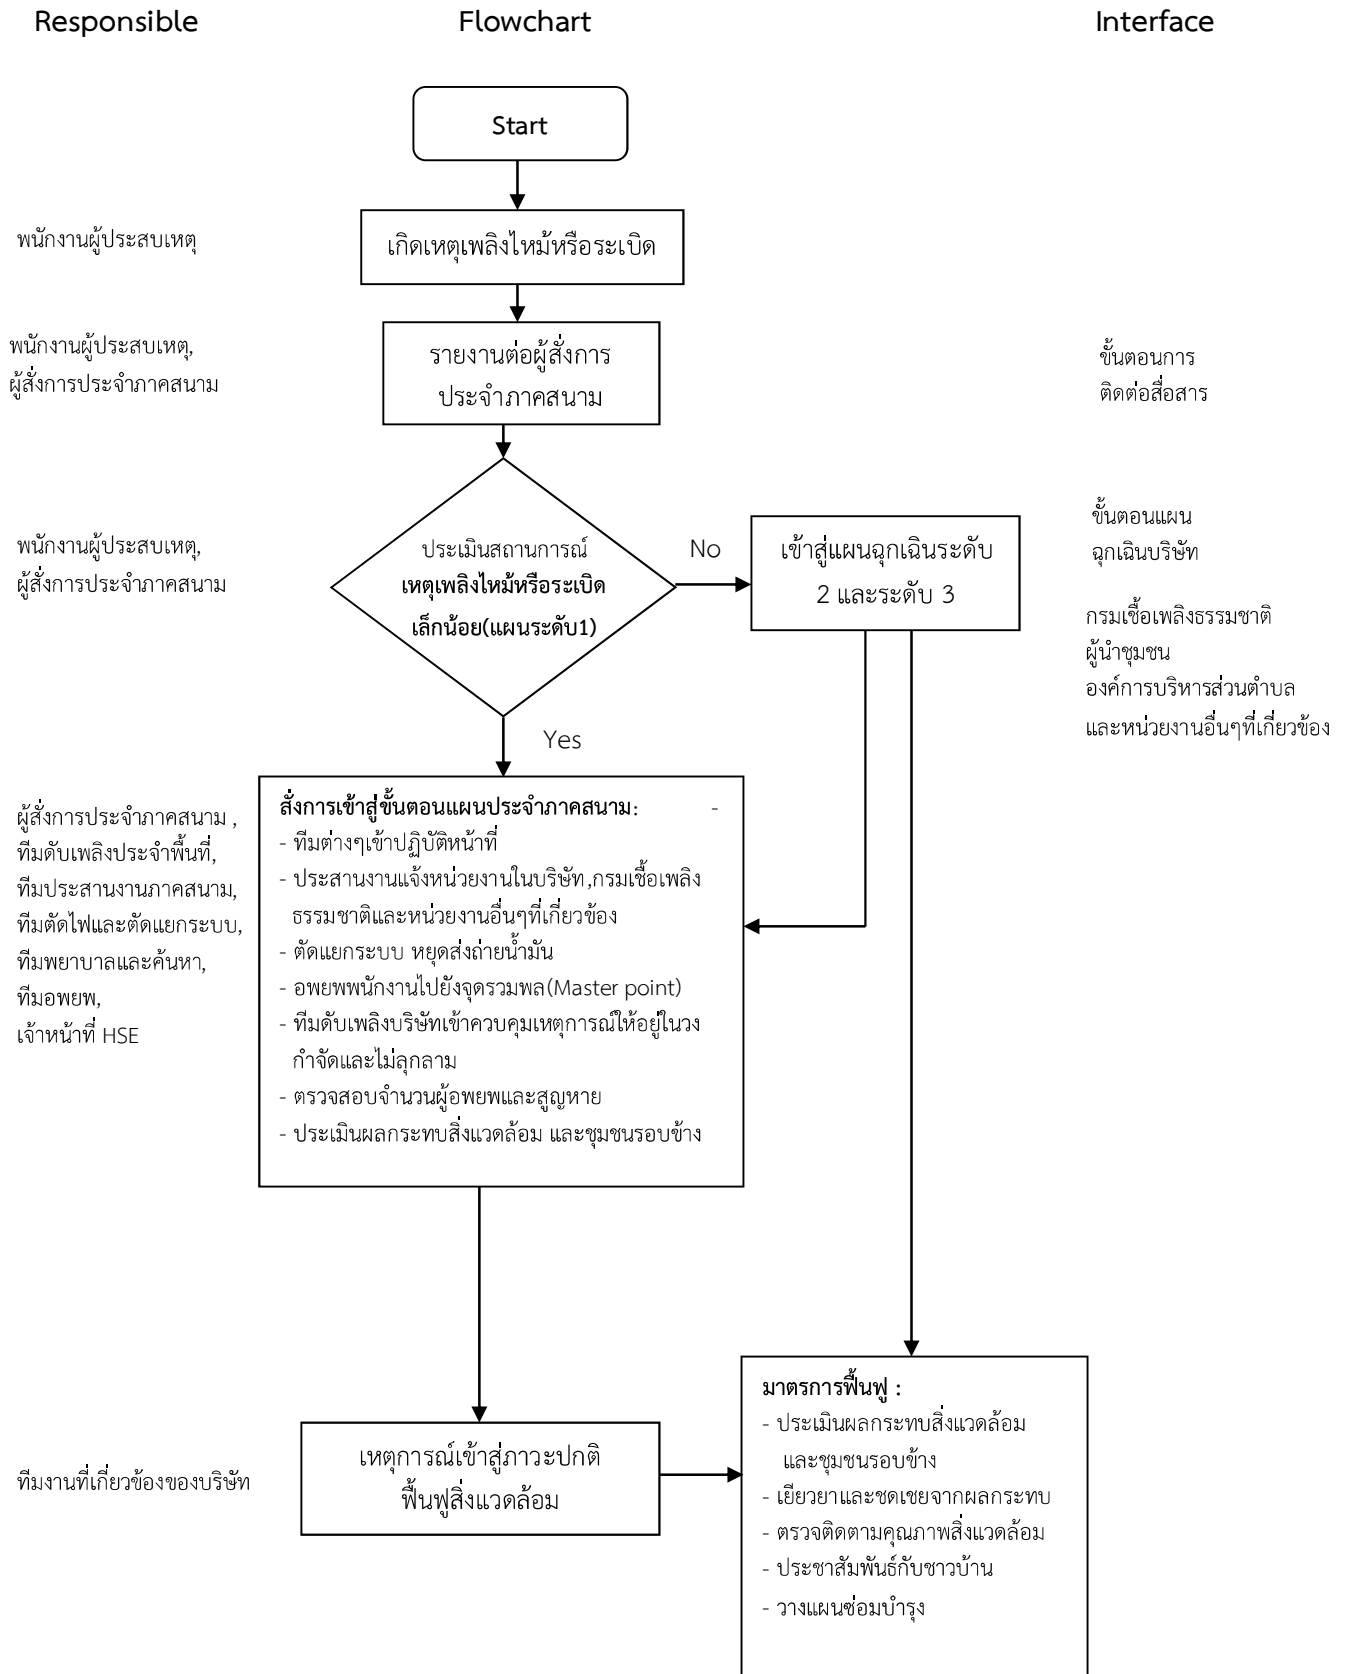 Responsible
Flowchart
Interface
Start
พนักงานผู้ประสบเหตุ
เกิดเหตุเพลิงไหม้หรือระเบิด
พนักงานผู้ประสบเหตุ,
ผู้สั่งการประจำภาคสนาม
รายงานต่อผู้สั่งการ
ประจำภาคสนาม
ขั้นตอนการ
ติดต่อสื่อสาร
พนักงานผู้ประสบเหตุ,
ผู้สั่งการประจำภาคสนาม
ประเมินสถานการณ์
เหตุเพลิงไหม้หรือระเบิด
เล็กน้อย(แผนระดับ1)
No
เข้าสู่แผนฉุกเฉินระดับ
2 และระดับ 3
ขั้นตอนแผน
ฉุกเฉินบริษัท
กรมเชื้อเพลิงธรรมชาติ
ผู้นำชุมชน
องค์การบริหารส่วนตำบล
และหน่วยงานอื่นๆที่เกี่ยวข้อง
Yes
ผู้สั่งการประจำภาคสนาม ,
ทีมดับเพลิงประจำพื้นที่,
ทีมประสานงานภาคสนาม,
ทีมตัดไฟและตัดแยกระบบ,
ทีมพยาบาลและค้นหา,
ทีมอพยพ,
เจ้าหน้าที่ HSE
สั่งการเข้าสู่ขั้นตอนแผนประจำภาคสนาม: -
- ทีมต่างๆเข้าปฏิบัติหน้าที่
- ประสานงานแจ้งหน่วยงานในบริษัท,กรมเชื้อเพลิง
ธรรมชาติและหน่วยงานอื่นๆที่เกี่ยวข้อง
- ตัดแยกระบบ หยุดส่งถ่ายน้ำมัน
- อพยพพนักงานไปยังจุดรวมพล(Master point)
- ทีมดับเพลิงบริษัทเข้าควบคุมเหตุการณ์ให้อยู่ในวง
กำจัดและไม่ลุกลาม
- ตรวจสอบจำนวนผู้อพยพและสูญหาย
- ประเมินผลกระทบสิ่งแวดล้อม และชุมชนรอบข้าง
ทีมงานที่เกี่ยวข้องของบริษัท
เหตุการณ์เข้าสู่ภาวะปกติ
ฟื้นฟูสิ่งแวดล้อม
มาตรการฟื้นฟู :
- ประเมินผลกระทบสิ่งแวดล้อม
และชุมชนรอบข้าง
- เยียวยาและชดเชยจากผลกระทบ
- ตรวจติดตามคุณภาพสิ่งแวดล้อม
- ประชาสัมพันธ์กับชาวบ้าน
- วางแผนซ่อมบำรุง